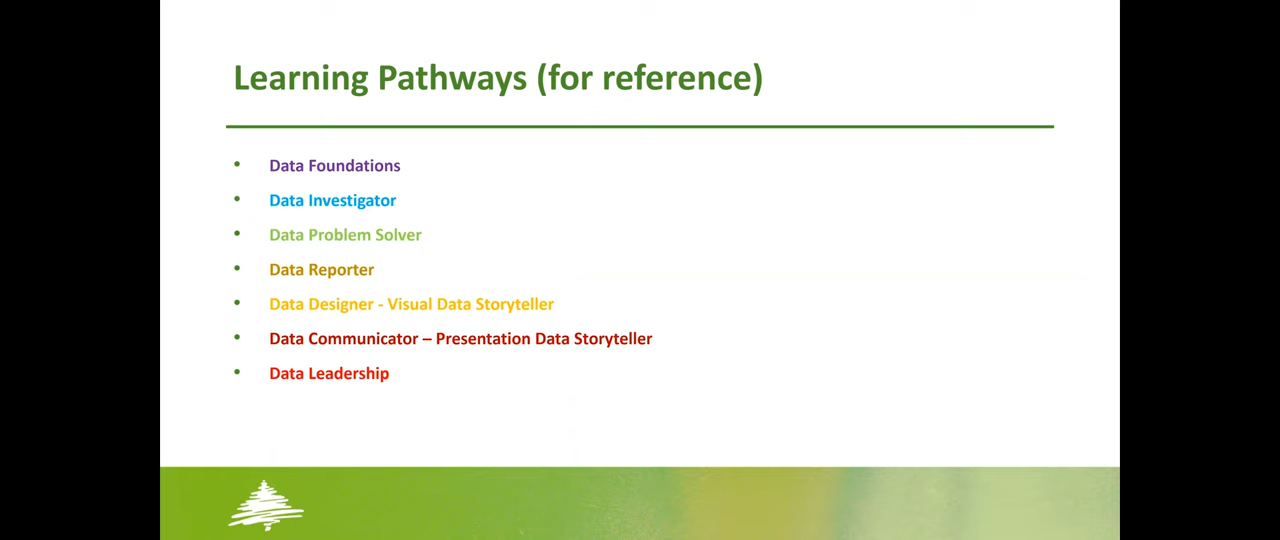 Learning Pathways (for reference)
• Data Foundations
• Data Investigator
• Data Problem Solver
• Data Reporter
• Data Designer - Visual Data Storyteller
• Data Communicator – Presentation Data Storyteller
• Data Leadership